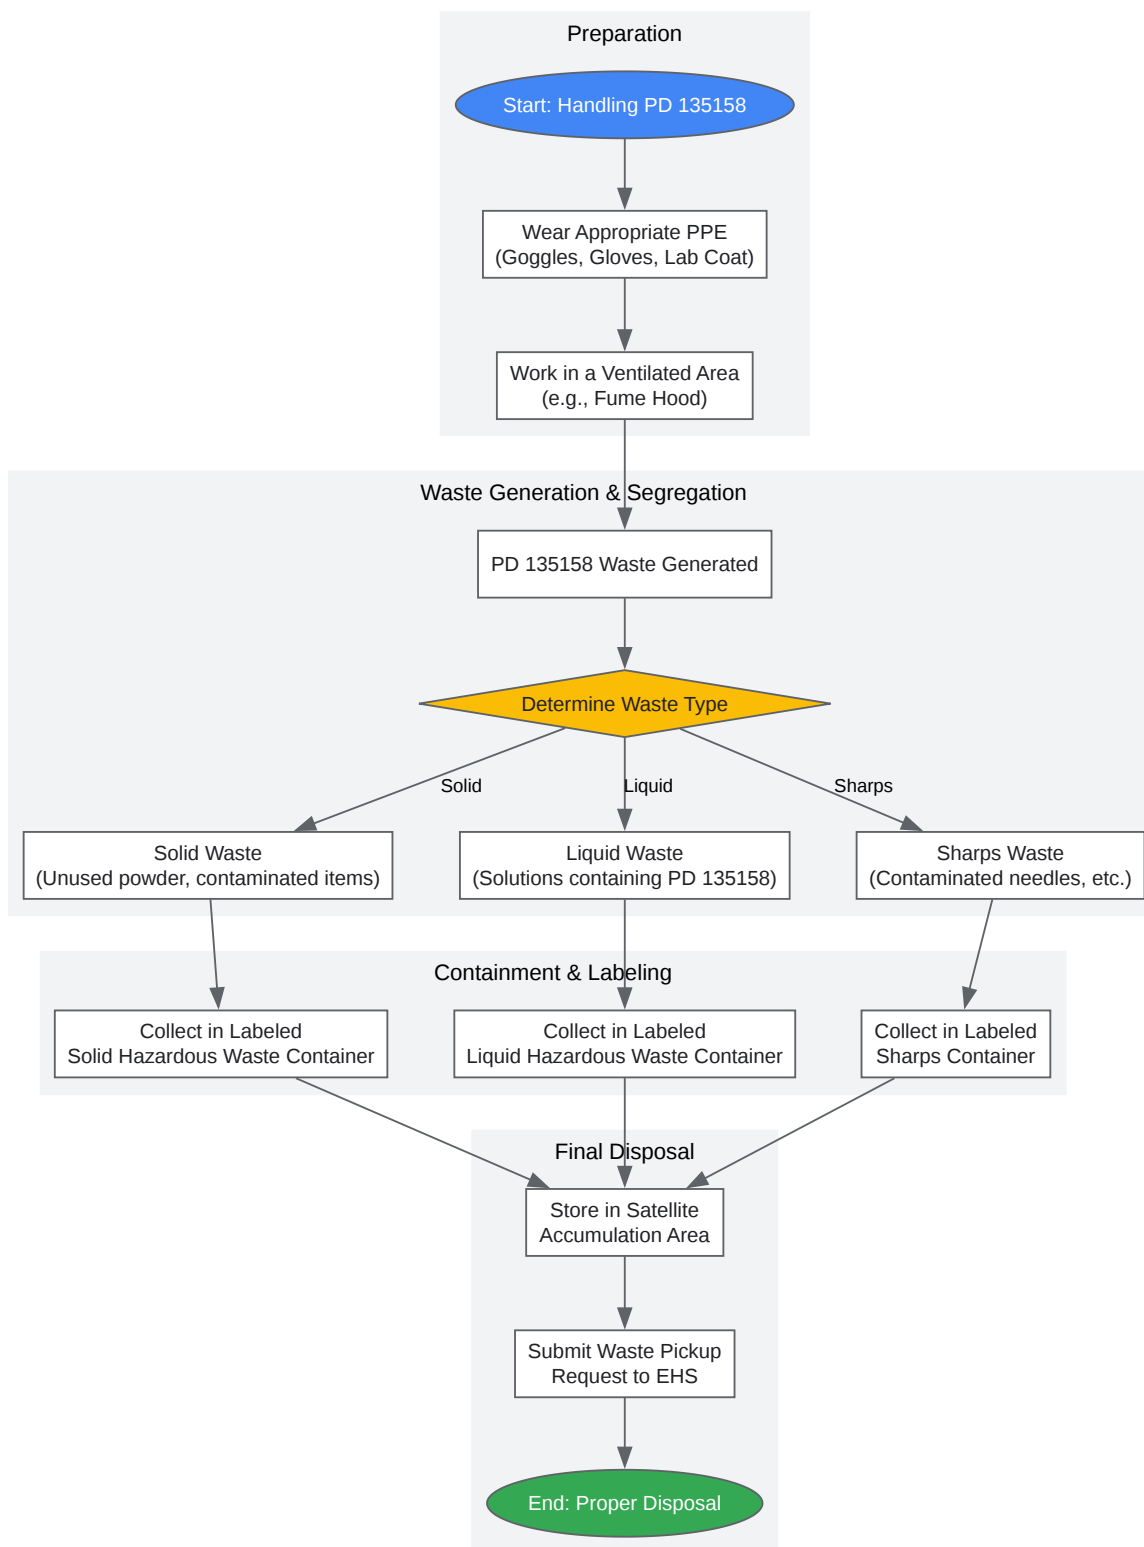 Preparation
Start: Handling PD 135158
Wear Appropriate PPE
(Goggles, Gloves, Lab Coat)
Work in a Ventilated Area
(e.g., Fume Hood)
Waste Generation & Segregation
PD 135158 Waste Generated
Determine Waste Type
Solid
Liquid
Sharps
Solid Waste
(Unused powder, contaminated items)
Liquid Waste
(Solutions containing PD 135158)
Sharps Waste
(Contaminated needles, etc.)
Containment & Labeling
Collect in Labeled
Solid Hazardous Waste Container
Collect in Labeled
Liquid Hazardous Waste Container
Collect in Labeled
Sharps Container
Final Disposal
Store in Satellite
Accumulation Area
Submit Waste Pickup
Request to EHS
End: Proper Disposal